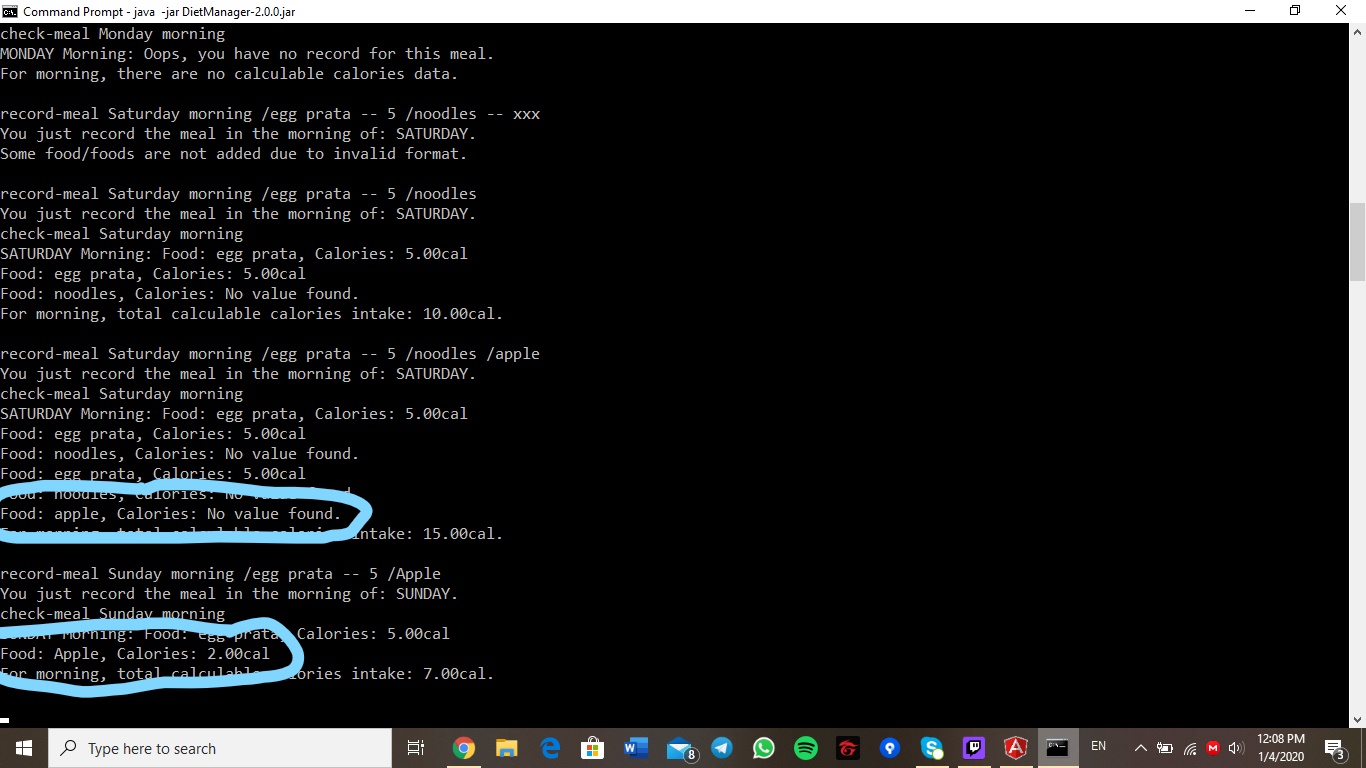 Command Prompt - java -jar DietManager-2.0.0.jar
check-meal Monday morning
MONDAY Morning: Oops, you have no record for this meal.
For morning, there are no calculable calories data.
record-meal Saturday morning /egg prata -- 5 /noodles -- xxx
You just record the meal in the morning of: SATURDAY.
Some food/foods are not added due to invalid format.
record-meal Saturday morning /egg prata -- 5 /noodles
You just record the meal in the morning of: SATURDAY.
check-meal Saturday morning
SATURDAY Morning: Food: egg prata, Calories: 5.00cal
Food: egg prata, Calories: 5.00cal
Food: noodles, Calories: No value found.
For morning, total calculable calories intake: 10.00cal.
record-meal Saturday morning /egg prata -- 5 /noodles /apple
You just record the meal in the morning of: SATURDAY.
check-meal Saturday morning
SATURDAY Morning: Food: egg prata, Calories: 5.00cal
Food: egg prata, Calories: 5.00cal
Food: noodles, Calories: No value found.
Food: egg prata, Calories: 5.00cal
Food: noodles, Calories: No
Food: apple, Calories: No value found.
intake: 15.00cal.
record-meal Sunday morning /egg prata -- 5 /Apple
You just record the meal in the morning of: SUNDAY.
check-meal Sunday morning
SUNDAY Morning: Food: egg prata, Calories: 5.00cal
Food: Apple, Calories: 2.00cal
For morning, total calculable calories intake: 7.00cal.
Type here to search
8
EN
12:08 PM
1/4/2020
3